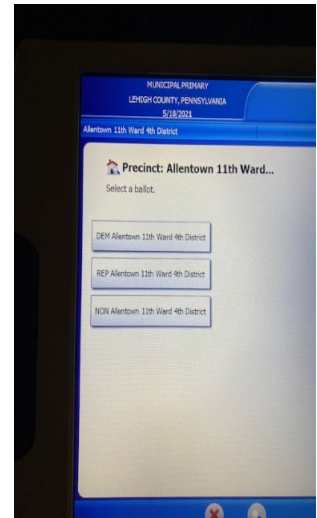 MUNICIPAL PRIMARY
LEHIGH COUNTY, PENNSYLVANIA
5/18/2021
Allentown 11th Ward 4th District
Precinct: Allentown 11th Ward...
Select a ballot.
DEM Allentown 11th Ward 4th District
REP Allentown 11th Ward 4th District
NON Allentown 11th Ward 4th District